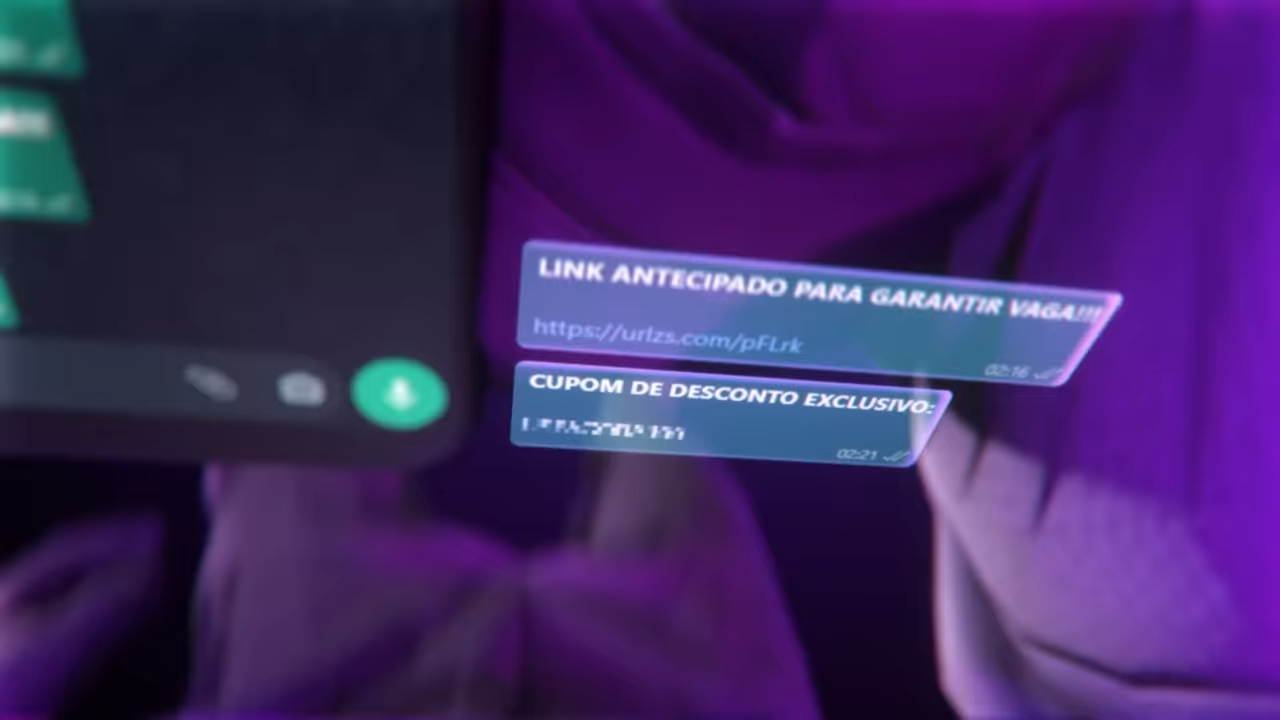 LINK ANTECIPADO PARA GARANTIR VAGA!!!
https://urlzs.com/pFLrk
02:16
CUPOM DE DESCONTO EXCLUSIVO:
02:21